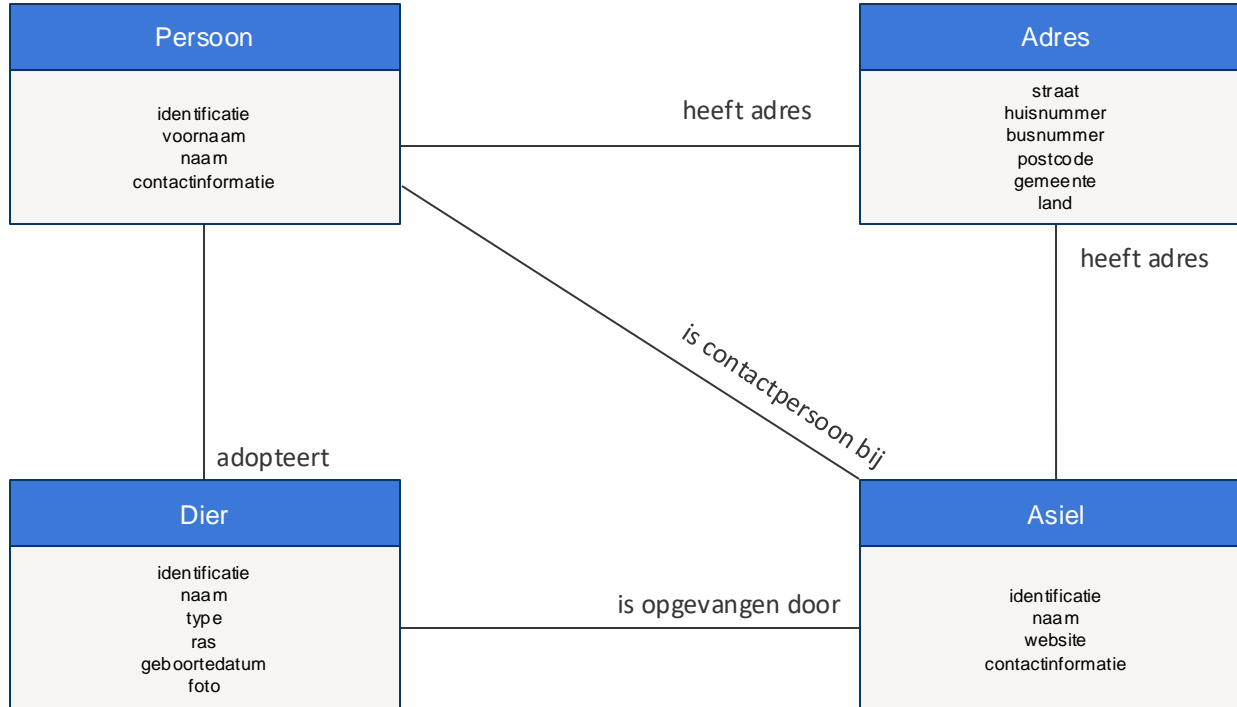 Persoon
identificatie
voornaam
naam
contactinformatie
heeft adres
Adres
straat
huisnummer
busnummer
postcode
gemeente
land
heeft adres
is contactpersoon bij
adopteert
Dier
identificatie
naam
type
ras
geboortedatum
foto
is opgevangen door
Asiel
identificatie
naam
website
contactinformatie